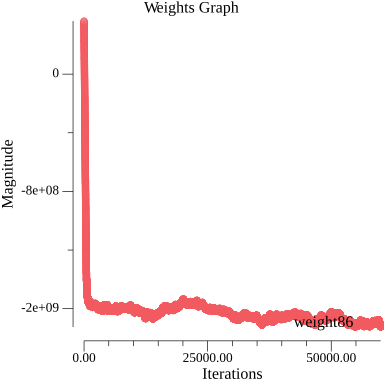 Weights Graph
0
-8e+08
-2e+09
Magnitude
weight86
0.00 25000.00 50000.00
Iterations